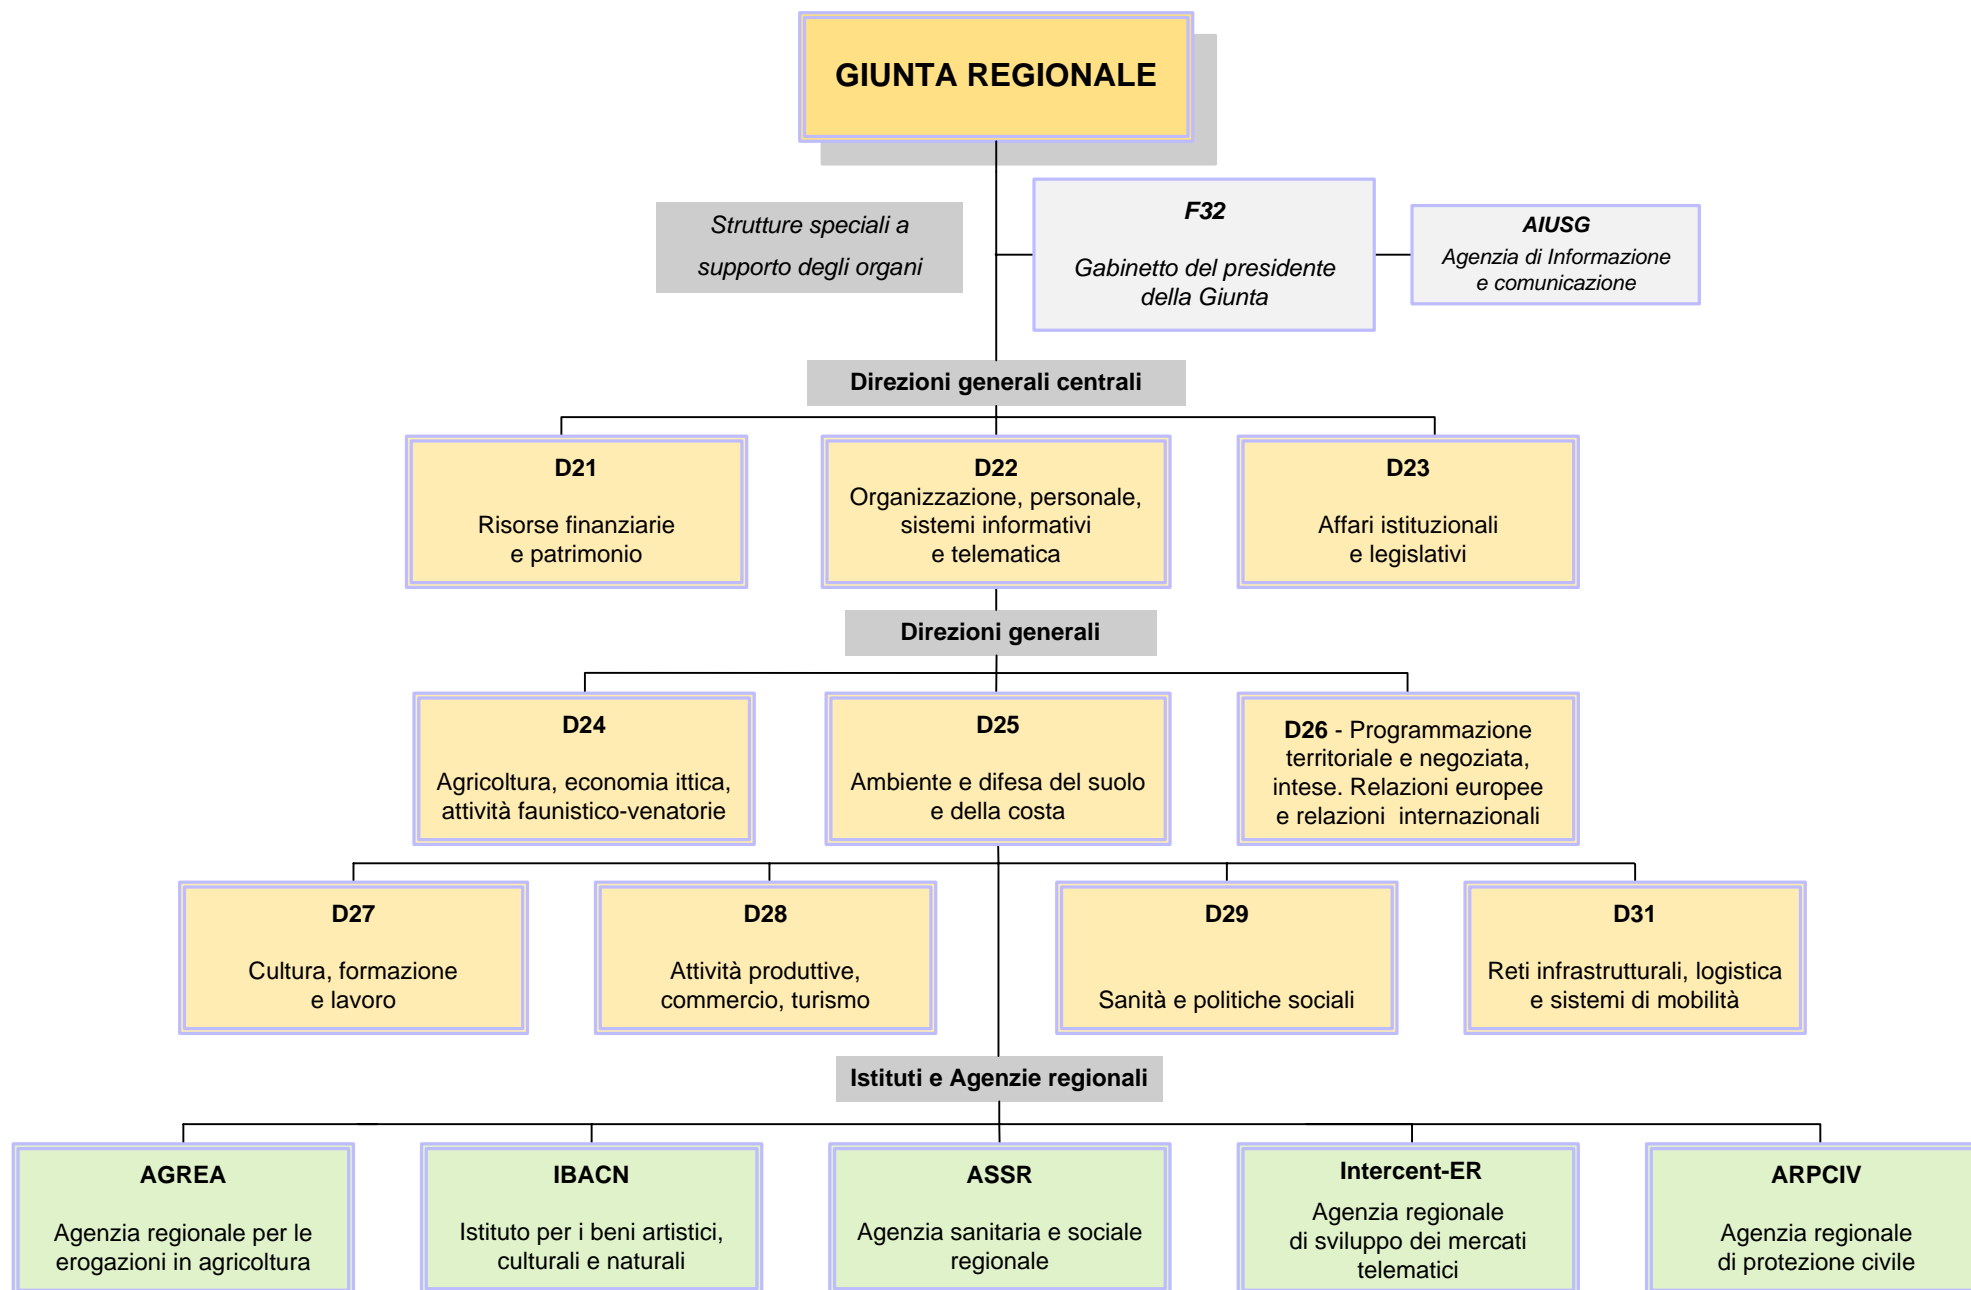 GIUNTA REGIONALE
Strutture speciali a
supporto degli organi
F32
Gabinetto del presidente
della Giunta
AIUSG
Agenzia di Informazione
e comunicazione
Direzioni generali centrali
D21
Risorse finanziarie
e patrimonio
D22
Organizzazione, personale,
sistemi informativi
e telematica
D23
Affari istituzionali
e legislativi
Direzioni generali
D24
Agricoltura, economia ittica,
attività faunistico-venatorie
D25
Ambiente e difesa del suolo
e della costa
D26 - Programmazione
territoriale e negoziata,
intese. Relazioni europee
e relazioni internazionali
D27
Cultura, formazione
e lavoro
D28
Attività produttive,
commercio, turismo
D29
Sanità e politiche sociali
D31
Reti infrastrutturali, logistica
e sistemi di mobilità
Istituti e Agenzie regionali
AGREA
Agenzia regionale per le
erogazioni in agricoltura
IBACN
Istituto per i beni artistici,
culturali e naturali
ASSR
Agenzia sanitaria e sociale
regionale
Intercent-ER
Agenzia regionale
di sviluppo dei mercati
telematici
ARPCIV
Agenzia regionale
di protezione civile